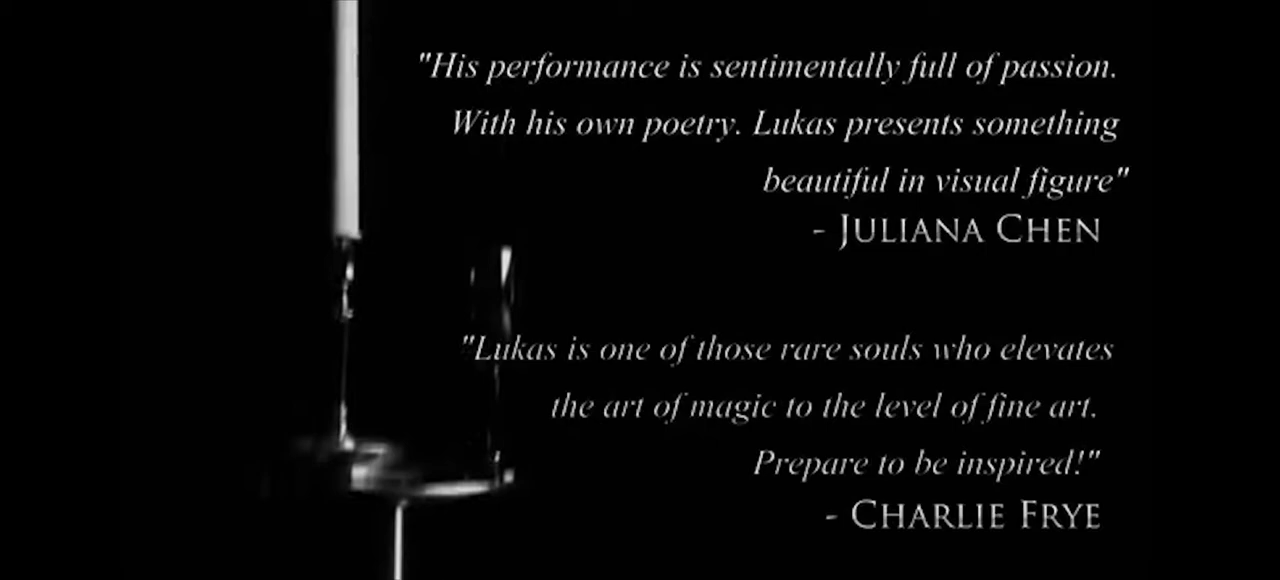 "His performance is sentimentally full of passion.
With his own poetry. Lukas presents something
beautiful in visual figure"
- JULIANA CHEN
"Lukas is one of those rare souls who elevates
the art of magic to the level of fine art.
Prepare to be inspired!"
- CHARLIE FRYE